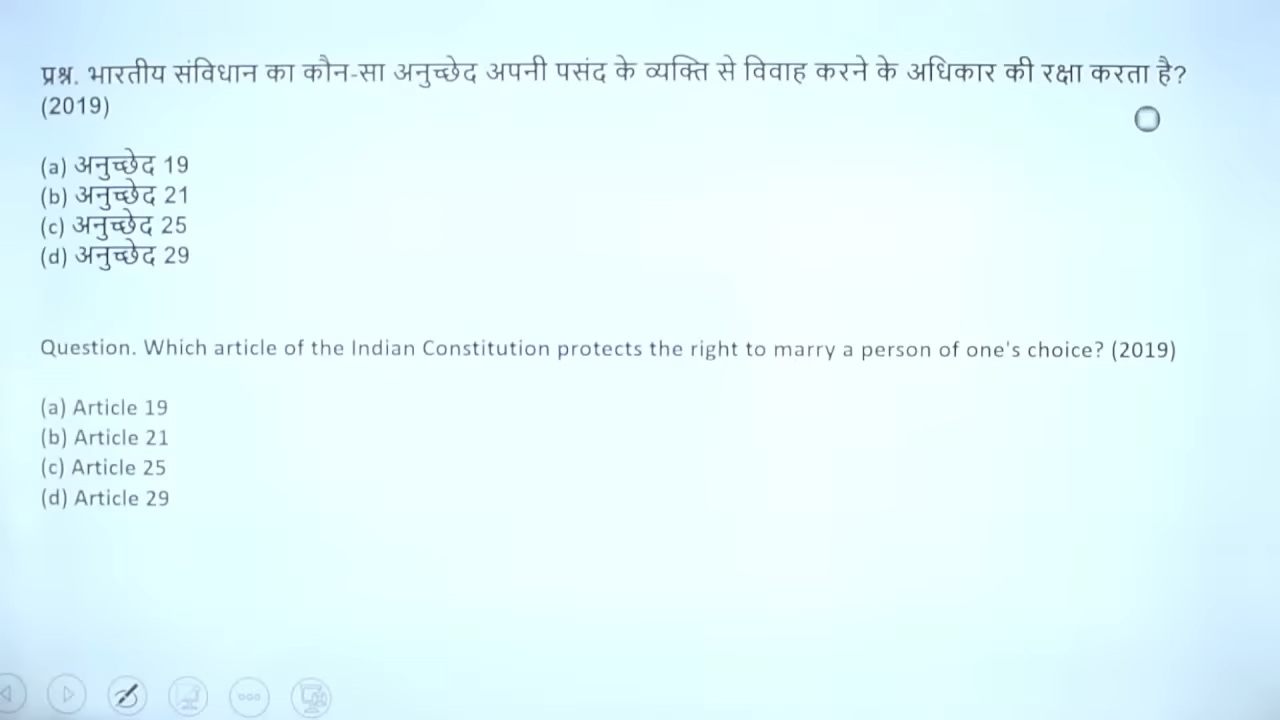 प्रश्न. भारतीय संविधान का कौन-सा अनुच्छेद अपनी पसंद के व्यक्ति से विवाह करने के अधिकार की रक्षा करता है?
(2019)
(a) अनुच्छेद 19
(b) अनुच्छेद 21
(c) अनुच्छेद 25
(d) अनुच्छेद 29
Question. Which article of the Indian Constitution protects the right to marry a person of one's choice? (2019)
(a) Article 19
(b) Article 21
(c) Article 25
(d) Article 29